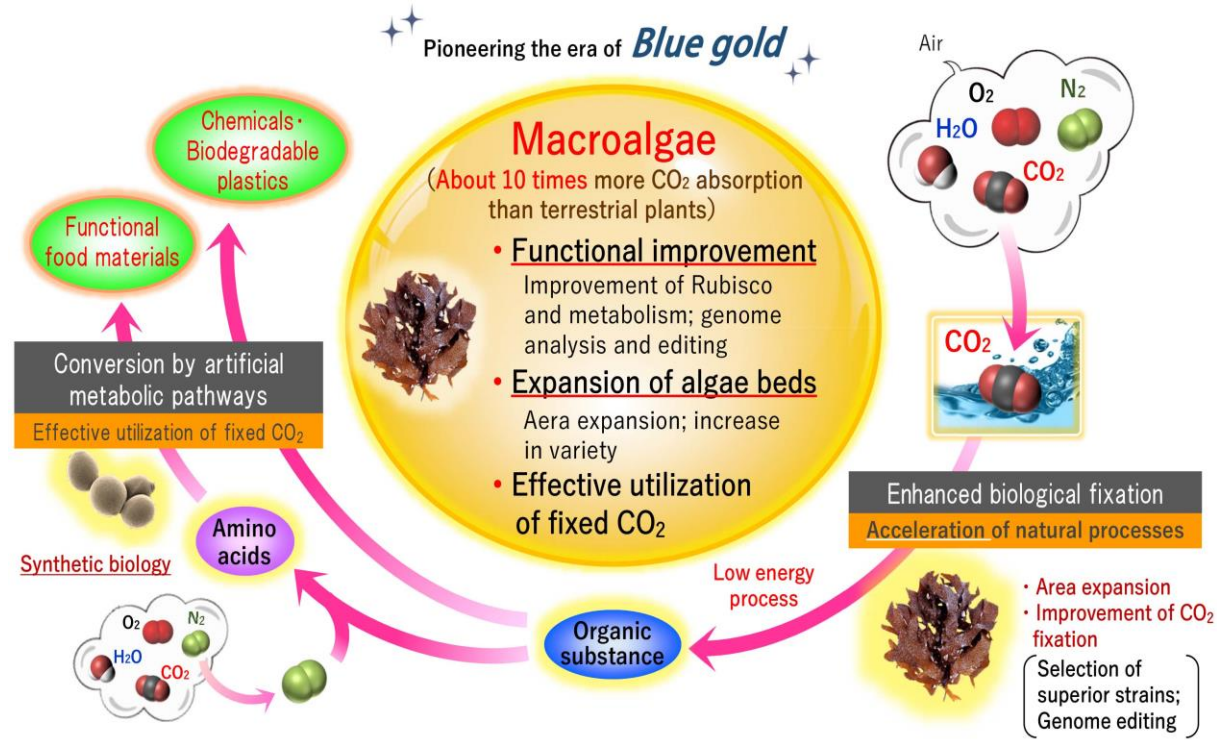 Pioneering the era of Blue gold
Macroalgae
(About 10 times more CO₂ absorption
than terrestrial plants)
• Functional improvement
Improvement of Rubisco
and metabolism; genome
analysis and editing
• Expansion of algae beds
Aera expansion; increase
in variety
• Effective utilization
of fixed CO₂
Air
O₂
N₂
H₂O
CO₂
CO₂
Enhanced biological fixation
Acceleration of natural processes
• Area expansion
• Improvement of CO₂
fixation
Selection of
superior strains;
Genome editing
Low energy
process
Organic
substance
Amino
acids
Chemicals・
Biodegradable
plastics
Functional
food materials
Conversion by artificial
metabolic pathways
Effective utilization of fixed CO₂
Synthetic biology
O₂
N₂
H₂O
CO₂